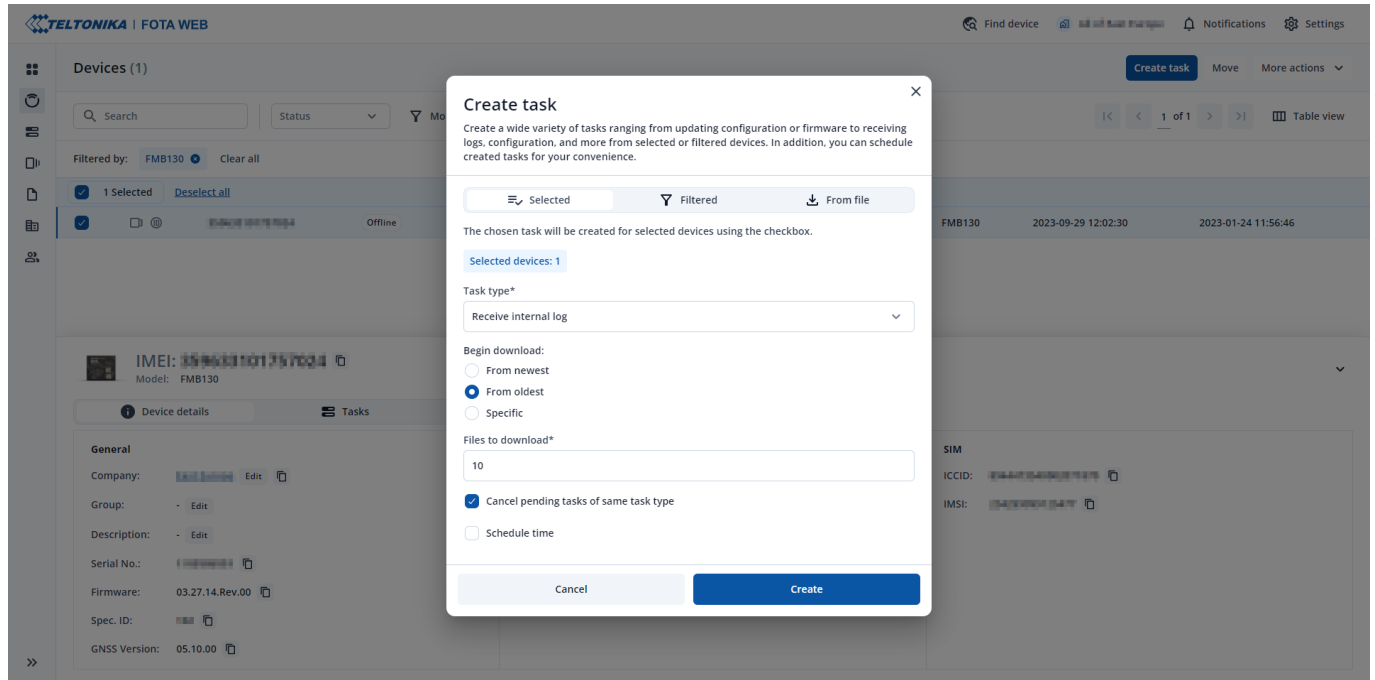 TELTONIKA | FOTA WEB
Find device
Notifications
Settings
Devices (1)
Create task
Move
More actions
Search
Status
Mo
1 of 1
Table view
Filtered by: FMB130
Clear all
1 Selected
Deselect all
Offline
FMB130
2023-09-29 12:02:30
2023-01-24 11:56:46
IMEI:
Model: FMB130
Device details
Tasks
General
Company:
Edit
Group: - Edit
Description: - Edit
Serial No.:
Firmware: 03.27.14.Rev.00
Spec. ID:
GNSS Version: 05.10.00
SIM
ICCID:
IMSI:
Create task
Create a wide variety of tasks ranging from updating configuration or firmware to receiving
logs, configuration, and more from selected or filtered devices. In addition, you can schedule
created tasks for your convenience.
Selected
Filtered
From file
The chosen task will be created for selected devices using the checkbox.
Selected devices: 1
Task type*
Receive internal log
Begin download:
From newest
From oldest
Specific
Files to download*
10
Cancel pending tasks of same task type
Schedule time
Cancel
Create